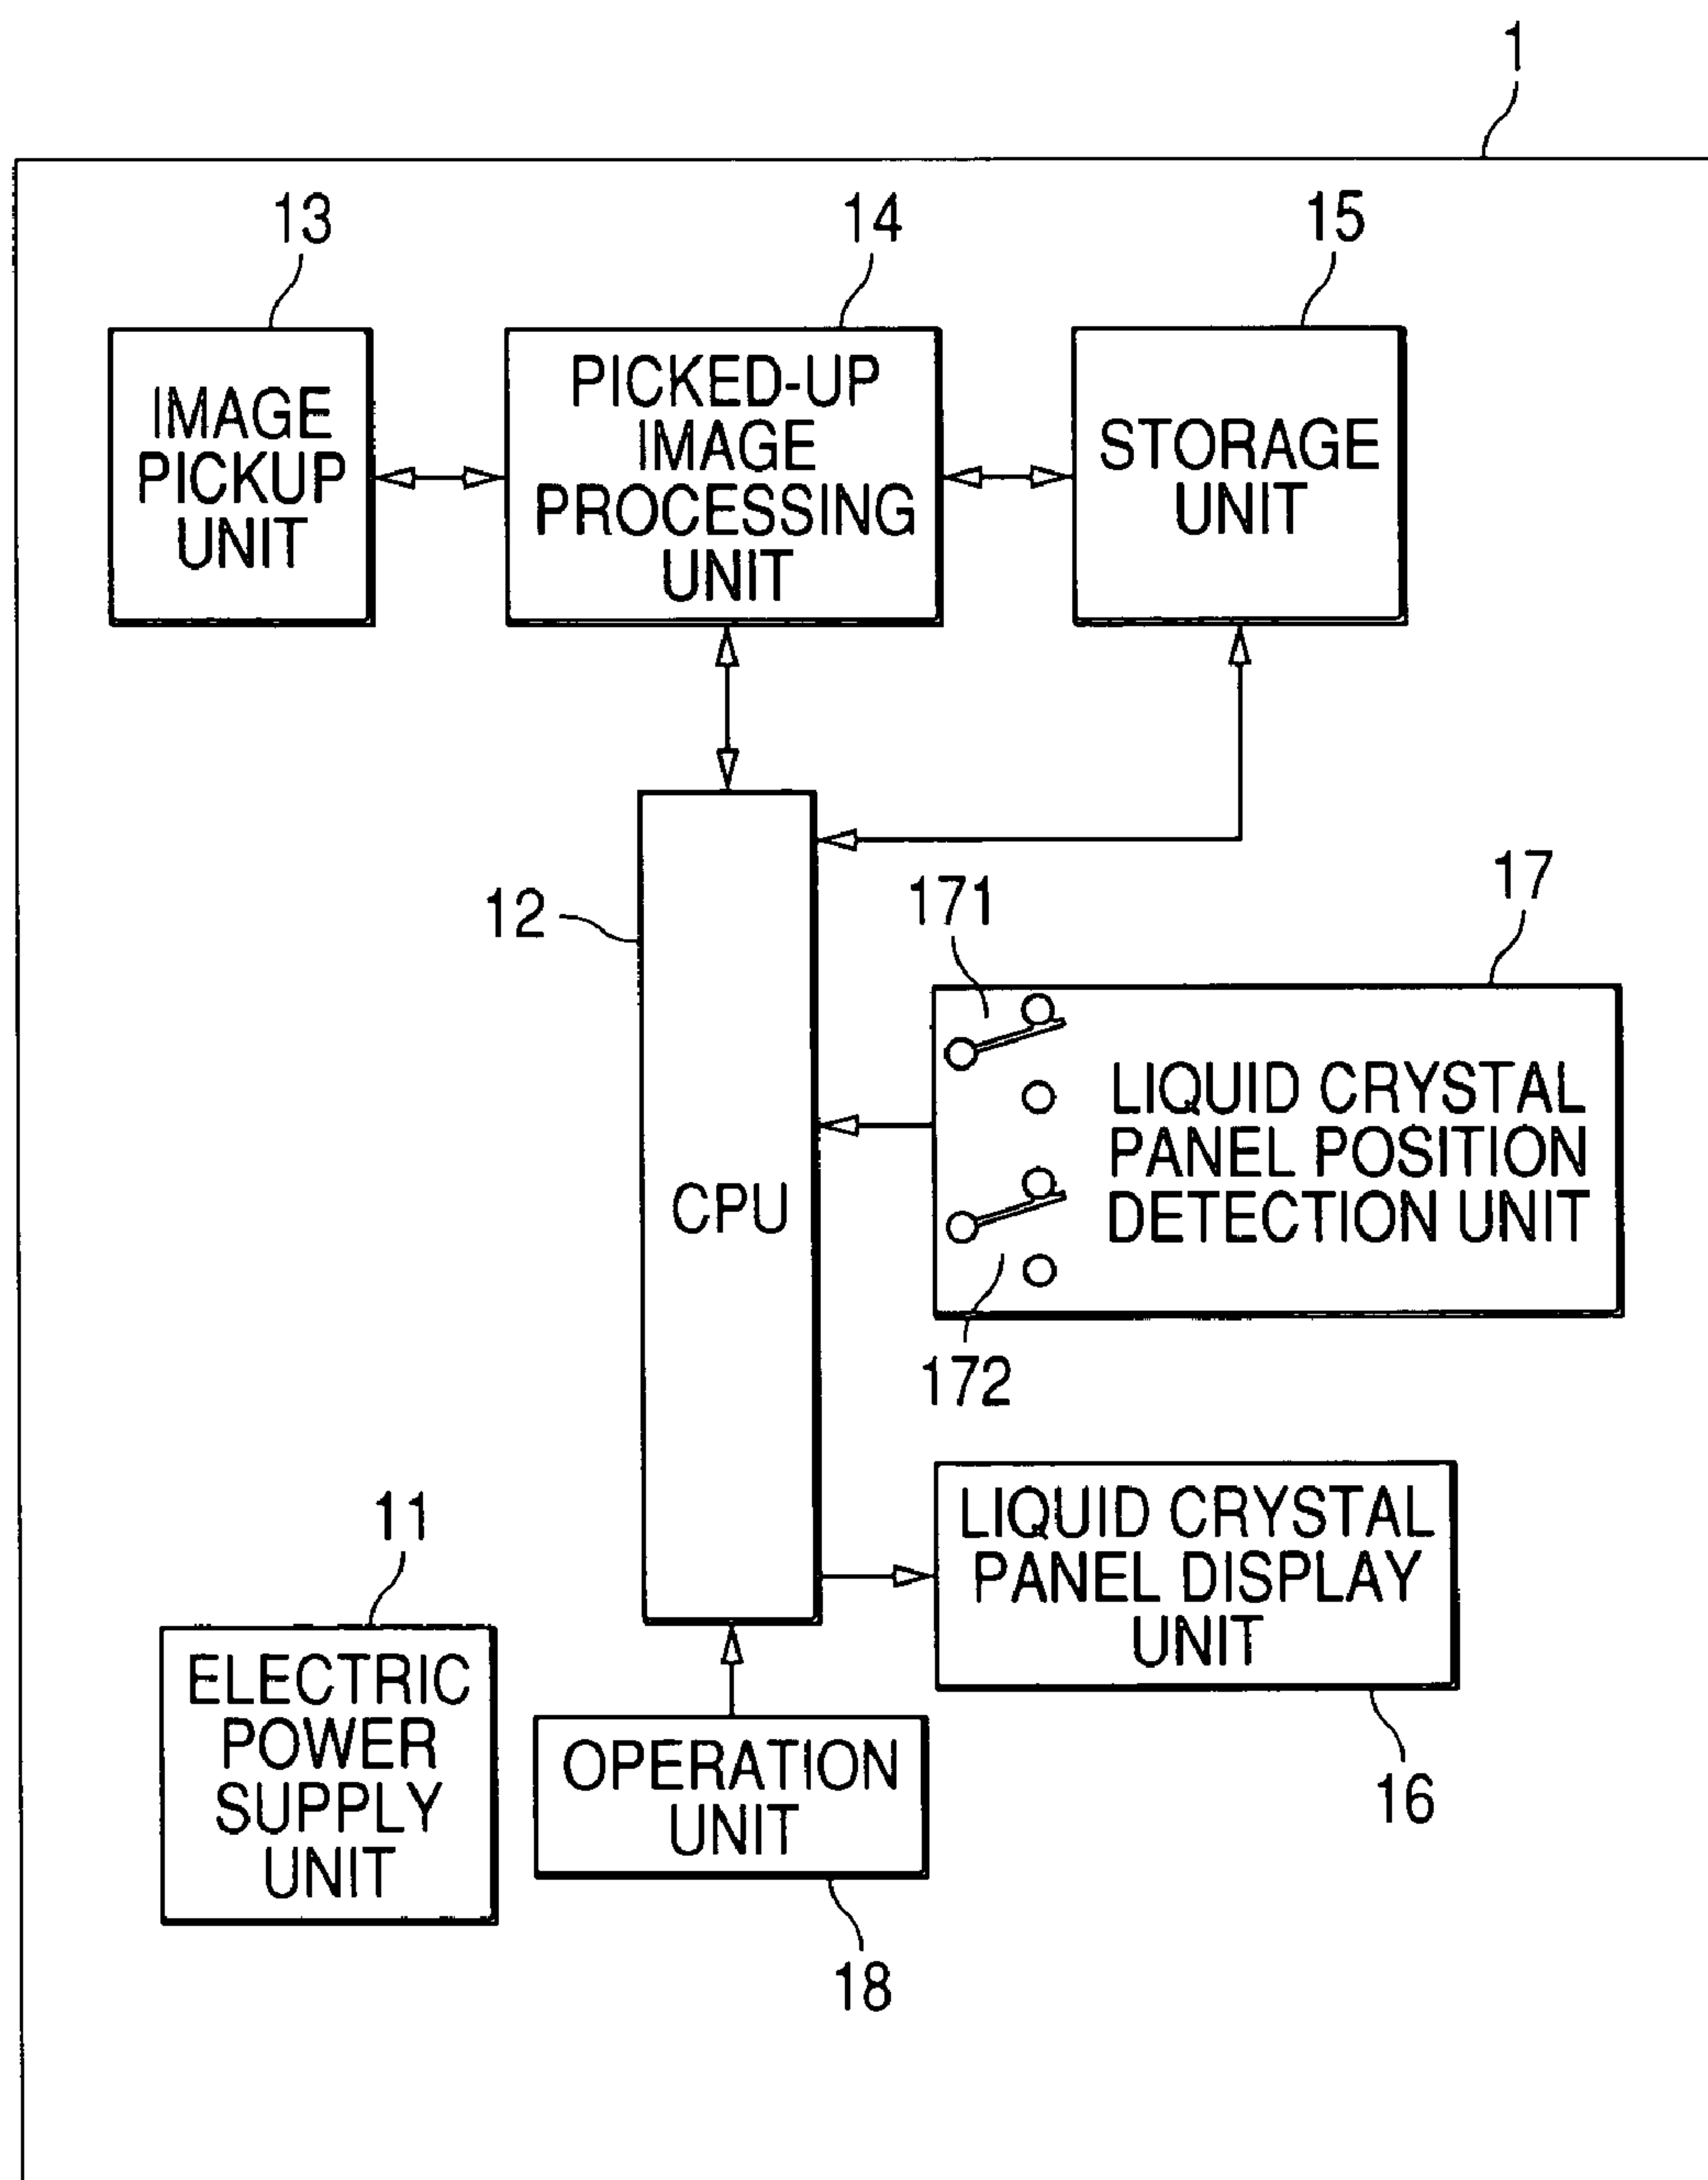 1
13
14
15
IMAGE
PICKUP
UNIT
PICKED-UP
IMAGE
PROCESSING
UNIT
STORAGE
UNIT
12
CPU
171
17
LIQUID CRYSTAL
PANEL POSITION
DETECTION UNIT
172
11
ELECTRIC
POWER
SUPPLY
UNIT
LIQUID CRYSTAL
PANEL DISPLAY
UNIT
16
OPERATION
UNIT
18